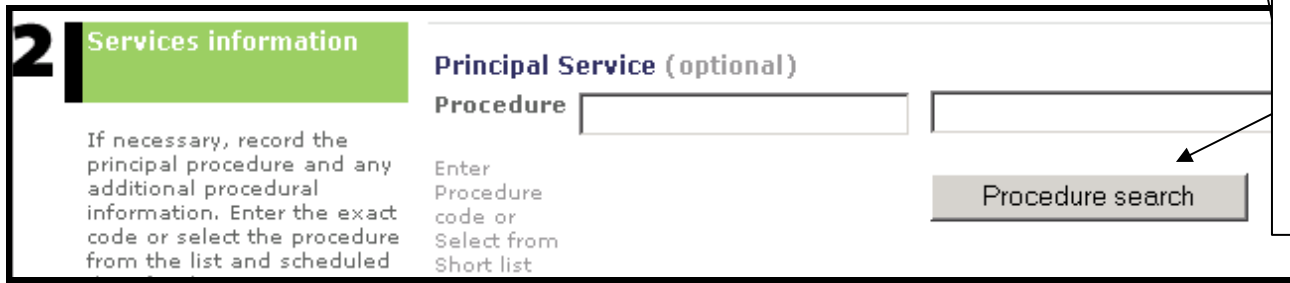 2
Services information
If necessary, record the
principal procedure and any
additional procedural
information. Enter the exact
code or select the procedure
from the list and scheduled
Principal Service (optional)
Procedure
Enter
Procedure
code or
Select from
Short list
Procedure search